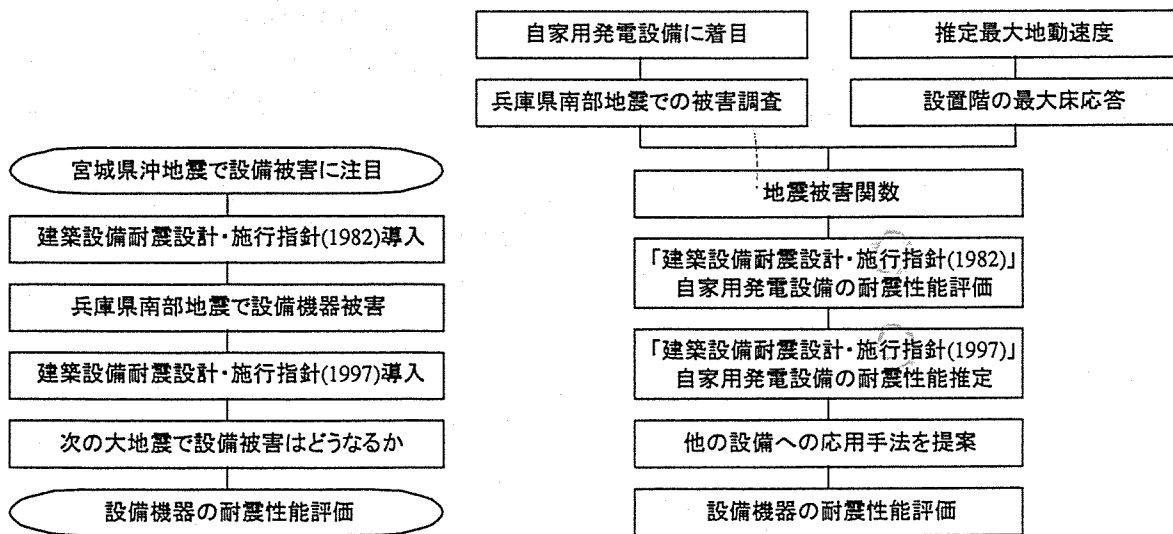 宮城県沖地震で設備被害に注目
建築設備耐震設計・施行指針(1982)導入
兵庫県南部地震で設備機器被害
建築設備耐震設計・施行指針(1997)導入
次の大地震で設備被害はどうなるか
設備機器の耐震性能評価
自家用発電設備に着目
兵庫県南部地震での被害調査
推定最大地動速度
設置階の最大床応答
地震被害関数
「建築設備耐震設計・施行指針(1982)」
自家用発電設備の耐震性能評価
「建築設備耐震設計・施行指針(1997)」
自家用発電設備の耐震性能推定
他の設備への応用手法を提案
設備機器の耐震性能評価